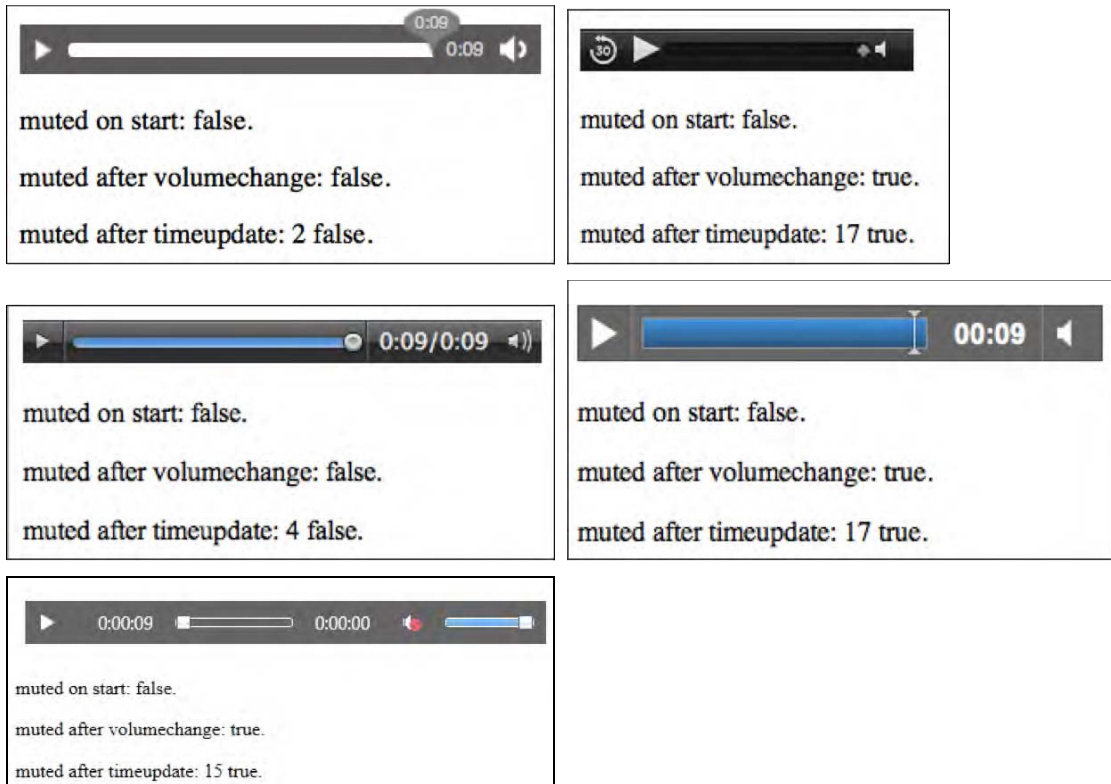 0:09
0:09
muted on start: false.
muted after volumechange: false.
muted after timeupdate: 2 false.
30
muted on start: false.
muted after volumechange: true.
muted after timeupdate: 17 true.
0:09/0:09
muted on start: false.
muted after volumechange: false.
muted after timeupdate: 4 false.
00:09
muted on start: false.
muted after volumechange: true.
muted after timeupdate: 17 true.
0:00:09 0:00:00
muted on start: false.
muted after volumechange: true.
muted after timeupdate: 15 true.